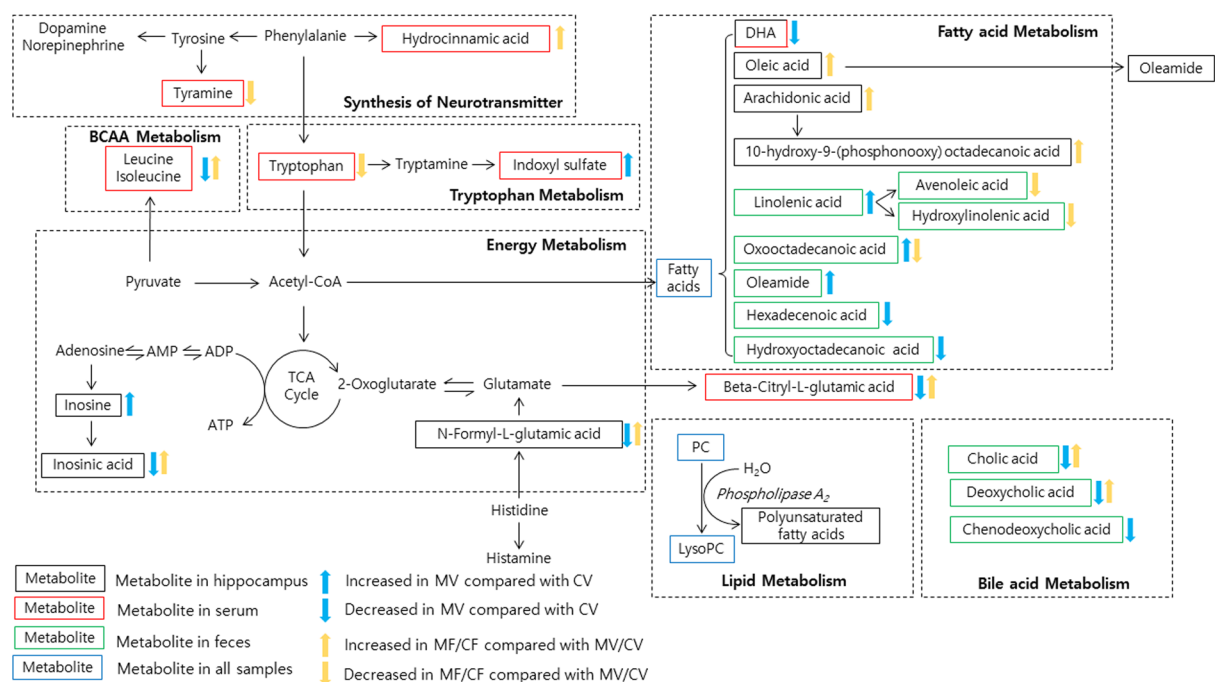 Dopamine
Norepinephrine
Tyrosine
Phenylalanie
Hydrocinnamic acid
Tyramine
Synthesis of Neurotransmitter
BCAA Metabolism
Leucine
Isoleucine
Tryptophan
Tryptamine
Indoxyl sulfate
Tryptophan Metabolism
Energy Metabolism
Pyruvate
Acetyl-CoA
Adenosine
AMP
ADP
TCA
Cycle
2-Oxoglutarate
Glutamate
Inosine
ATP
N-Formyl-L-glutamic acid
Inosinic acid
Histidine
Histamine
Fatty
acids
Fatty acid Metabolism
DHA
Oleic acid
Oleamide
Arachidonic acid
10-hydroxy-9-(phosphonooxy) octadecanoic acid
Linolenic acid
Avenoleic acid
Hydroxylinolenic acid
Oxooctadecanoic acid
Oleamide
Hexadecenoic acid
Hydroxyoctadecanoic acid
Beta-Citryl-L-glutamic acid
PC
H2O
Phospholipase A2
Polyunsaturated
fatty acids
LysoPC
Lipid Metabolism
Cholic acid
Deoxycholic acid
Chenodeoxycholic acid
Bile acid Metabolism
Metabolite Metabolite in hippocampus
Metabolite Metabolite in serum
Metabolite Metabolite in feces
Metabolite Metabolite in all samples
Increased in MV compared with CV
Decreased in MV compared with CV
Increased in MF/CF compared with MV/CV
Decreased in MF/CF compared with MV/CV